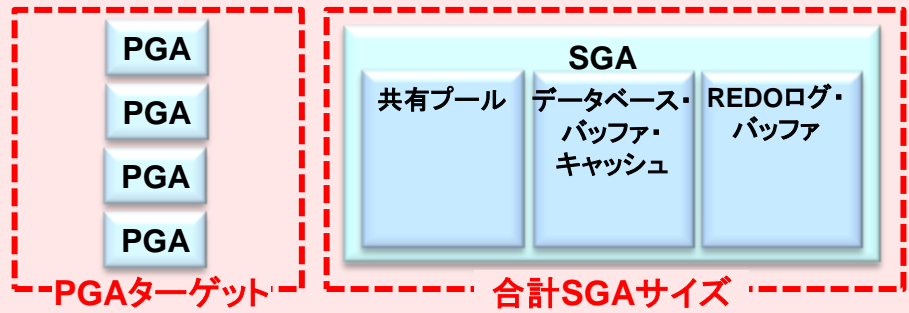 PGA
PGA
PGA
PGA
PGAターゲット
SGA
共有プール
データベース・
バッファ・
キャッシュ
REDOログ・
バッファ
合計SGAサイズ